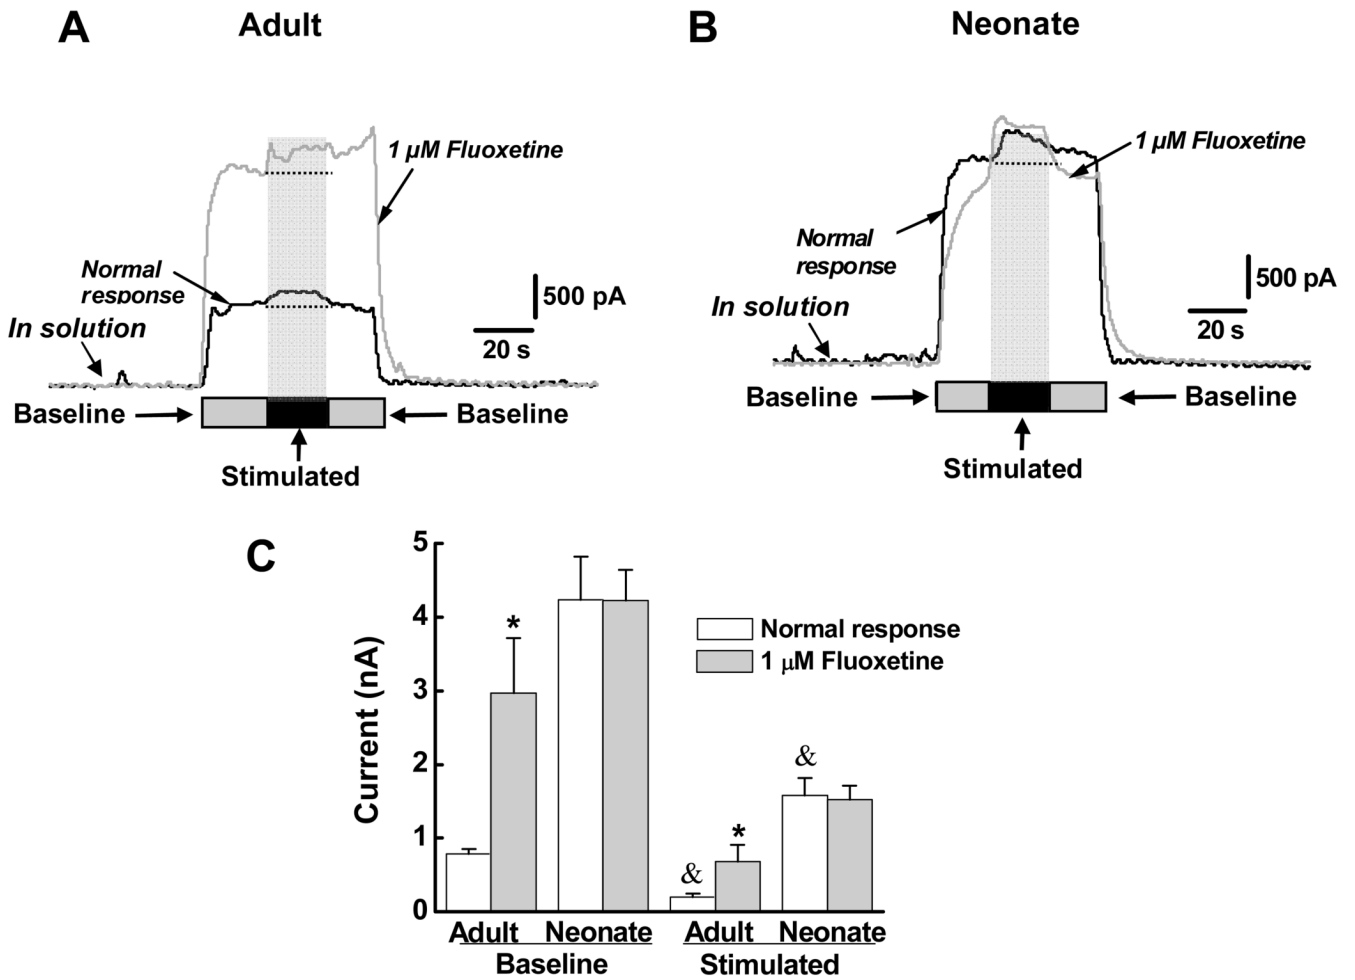 A
Adult
1 µM Fluoxetine
Normal
response
In solution
500 pA
20 s
Baseline
Baseline
Stimulated
B
Neonate
1 µM Fluoxetine
Normal
response
In solution
500 pA
20 s
Baseline
Baseline
Stimulated
C
Current (nA)
5
4
3
2
1
0
*
&
*
&
Normal response
1 µM Fluoxetine
Adult Neonate Adult Neonate
Baseline Stimulated